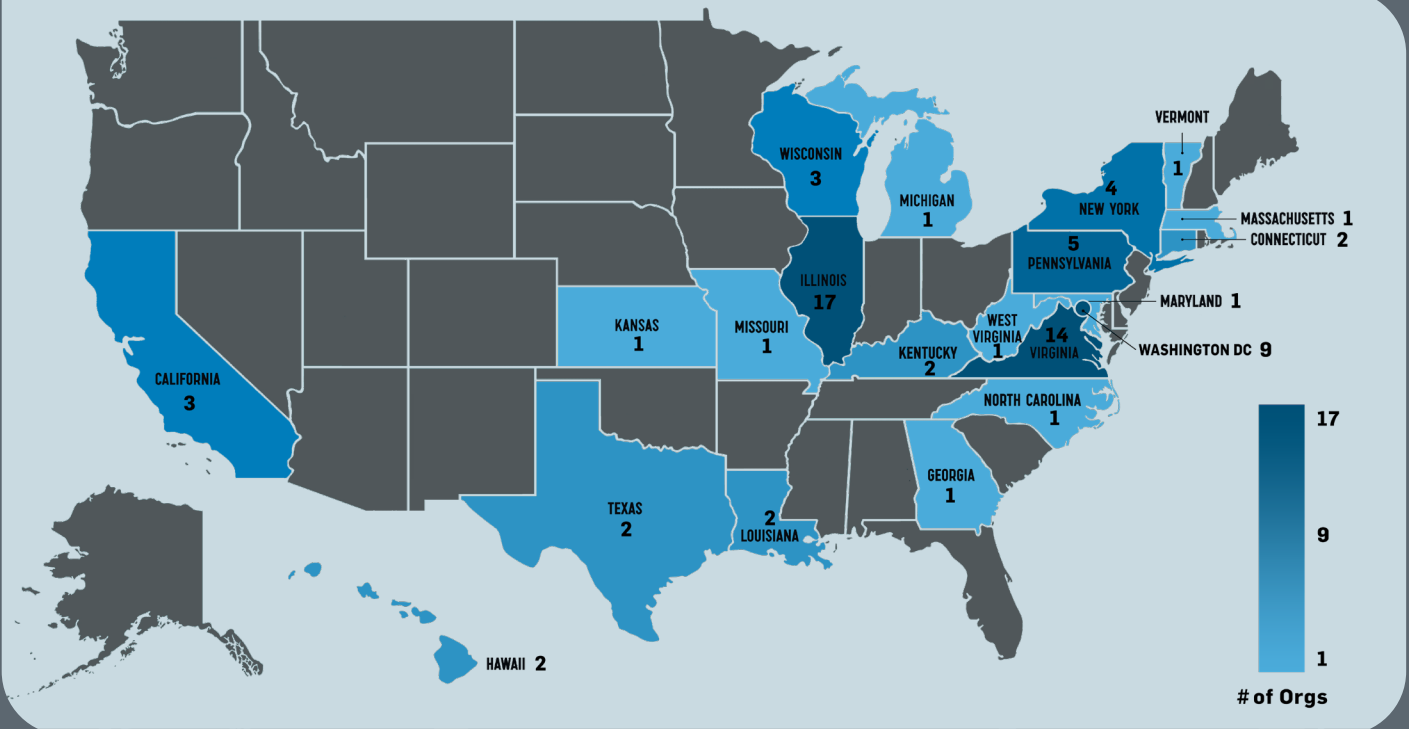 VERMONT
1
WISCONSIN
3
4
NEW YORK
MICHIGAN
1
MASSACHUSETTS 1
CONNECTICUT 2
5
PENNSYLVANIA
ILLINOIS
17
MARYLAND 1
KANSAS
1
MISSOURI
1
WEST
VIRGINIA
1
14
VIRGINIA
KENTUCKY
2
WASHINGTON DC 9
CALIFORNIA
3
NORTH CAROLINA
1
GEORGIA
1
TEXAS
2
2
LOUISIANA
HAWAII 2
17
9
1
# of Orgs